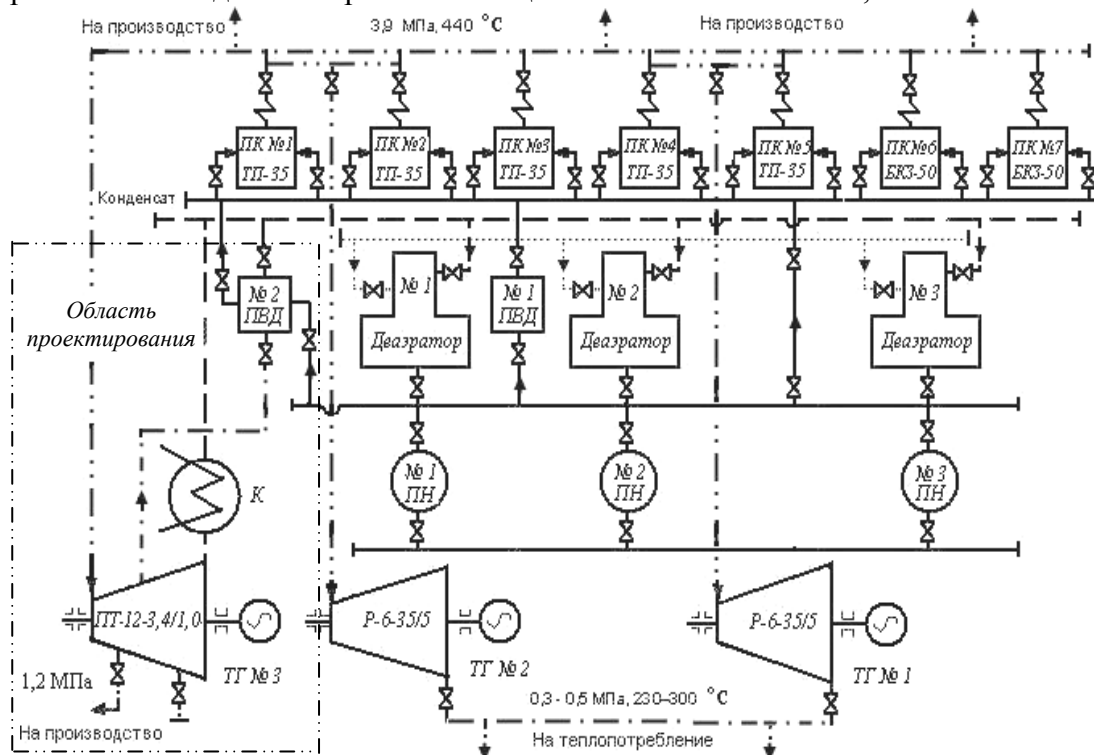 На производство
3,9 МПа, 440 °С
На производство
ПК №1
ТП-35
ПК №2
ТП-35
ПК №3
ТП-35
ПК №4
ТП-35
ПК №5
ТП-35
ПК №6
БКЗ-50
ПК №7
БКЗ-50
Конденсат
Область
проектирования
№ 2
ПВД
№ 1
Деаэратор
№ 1
ПВД
№ 2
Деаэратор
№ 3
Деаэратор
К
№ 1
ПН
№ 2
ПН
№ 3
ПН
ПТ-12-3,4/1,0
Р-6-35/5
Р-6-35/5
ТГ № 3
ТГ № 2
ТГ № 1
1,2 МПа
0,3 - 0,5 МПа, 230–300 °С
На производство
На теплопотребление